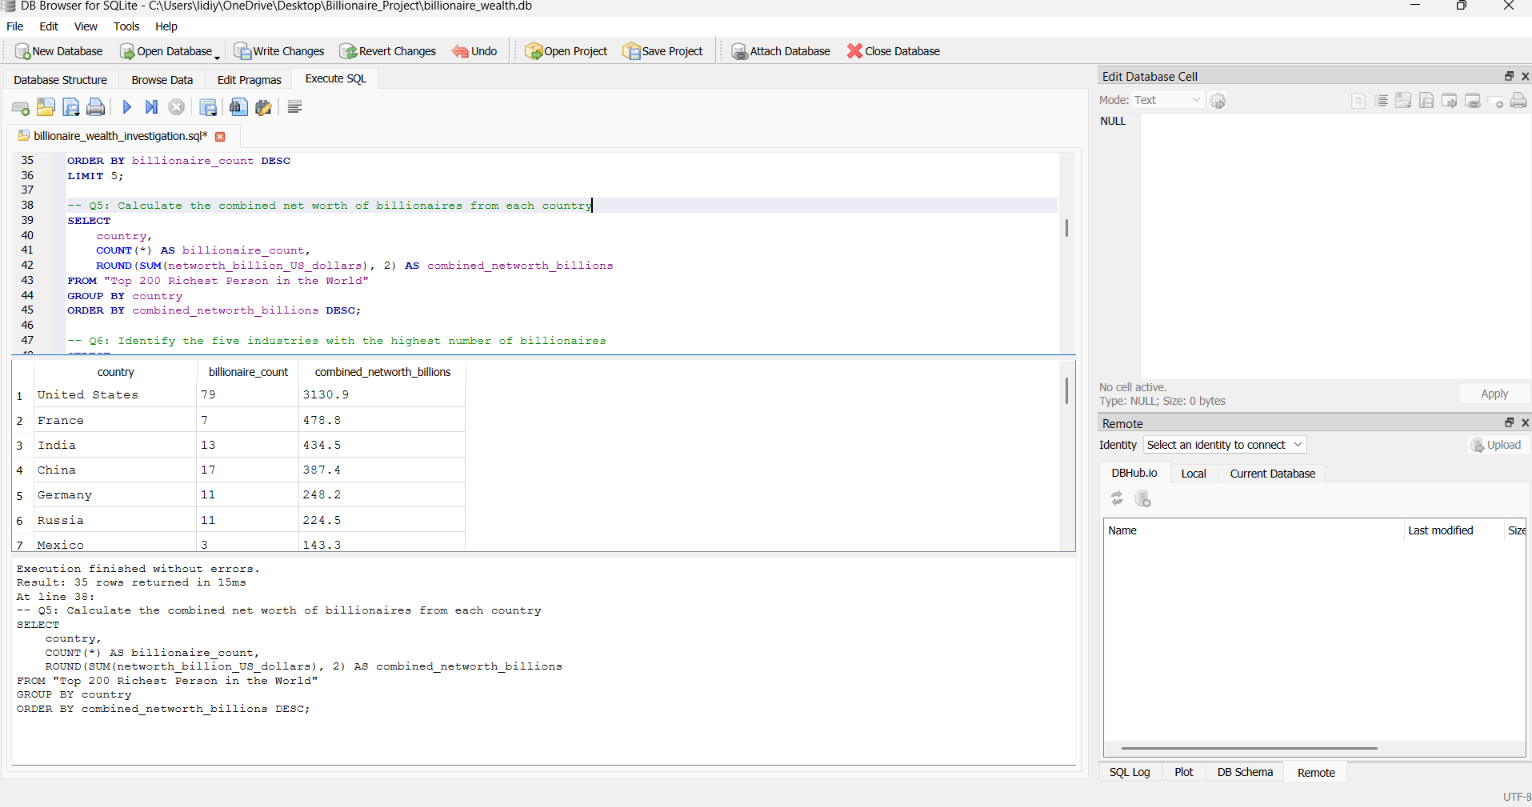 DB Browser for SQLite - C:\Users\lidiy\OneDrive\Desktop\Billionaire_Project\billionaire_wealth.db
File Edit View Tools Help
New Database Open Database Write Changes Revert Changes Undo Open Project Save Project Attach Database Close Database
Database Structure Browse Data Edit Pragmas Execute SQL
billionaire_wealth_investigation.sql*
35 ORDER BY billionaire_count DESC
36 LIMIT 5;
37
38 -- Q5: Calculate the combined net worth of billionaires from each country
39 SELECT
40 country,
41 COUNT(*) AS billionaire_count,
42 ROUND(SUM(networth_billion_US_dollars), 2) AS combined_networth_billions
43 FROM "Top 200 Richest Person in the World"
44 GROUP BY country
45 ORDER BY combined_networth_billions DESC;
46
47 -- Q6: Identify the five industries with the highest number of billionaires
country billionaire_count combined_networth_billions
1 United States 79 3130.9
2 France 7 478.8
3 India 13 434.5
4 China 17 387.4
5 Germany 11 248.2
6 Russia 11 224.5
7 Mexico 3 143.3
Execution finished without errors.
Result: 35 rows returned in 15ms
At line 38:
-- Q5: Calculate the combined net worth of billionaires from each country
SELECT
country,
COUNT(*) AS billionaire_count,
ROUND(SUM(networth_billion_US_dollars), 2) AS combined_networth_billions
FROM "Top 200 Richest Person in the World"
GROUP BY country
ORDER BY combined_networth_billions DESC;
Edit Database Cell
Mode: Text
NULL
No cell active.
Type: NULL; Size: 0 bytes
Apply
Remote
Identity Select an identity to connect Upload
DBHub.io Local Current Database
Name Last modified Size
SQL Log Plot DB Schema Remote
UTF-8